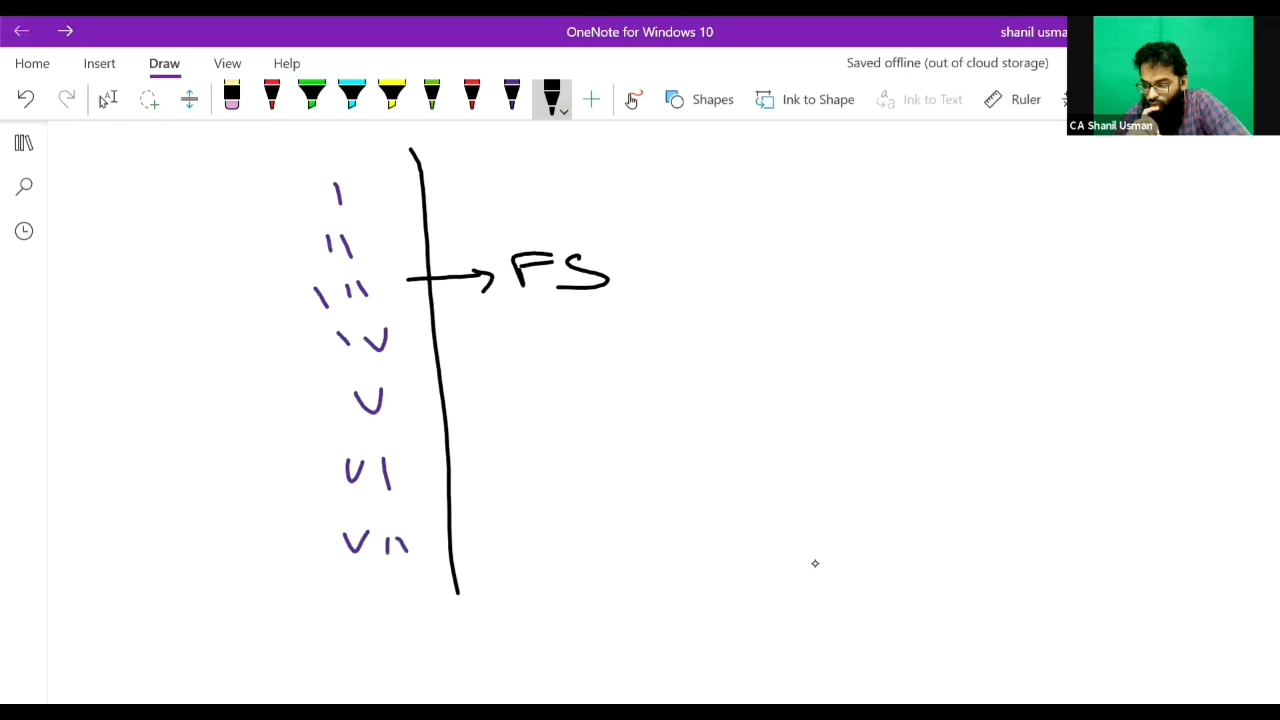 OneNote for Windows 10
shanil usma
Home Insert Draw View Help
Saved offline (out of cloud storage)
Shapes Ink to Shape Ink to Text Ruler
C A Shanil Usman
I
II
III
IV
V
VI
VII
FS